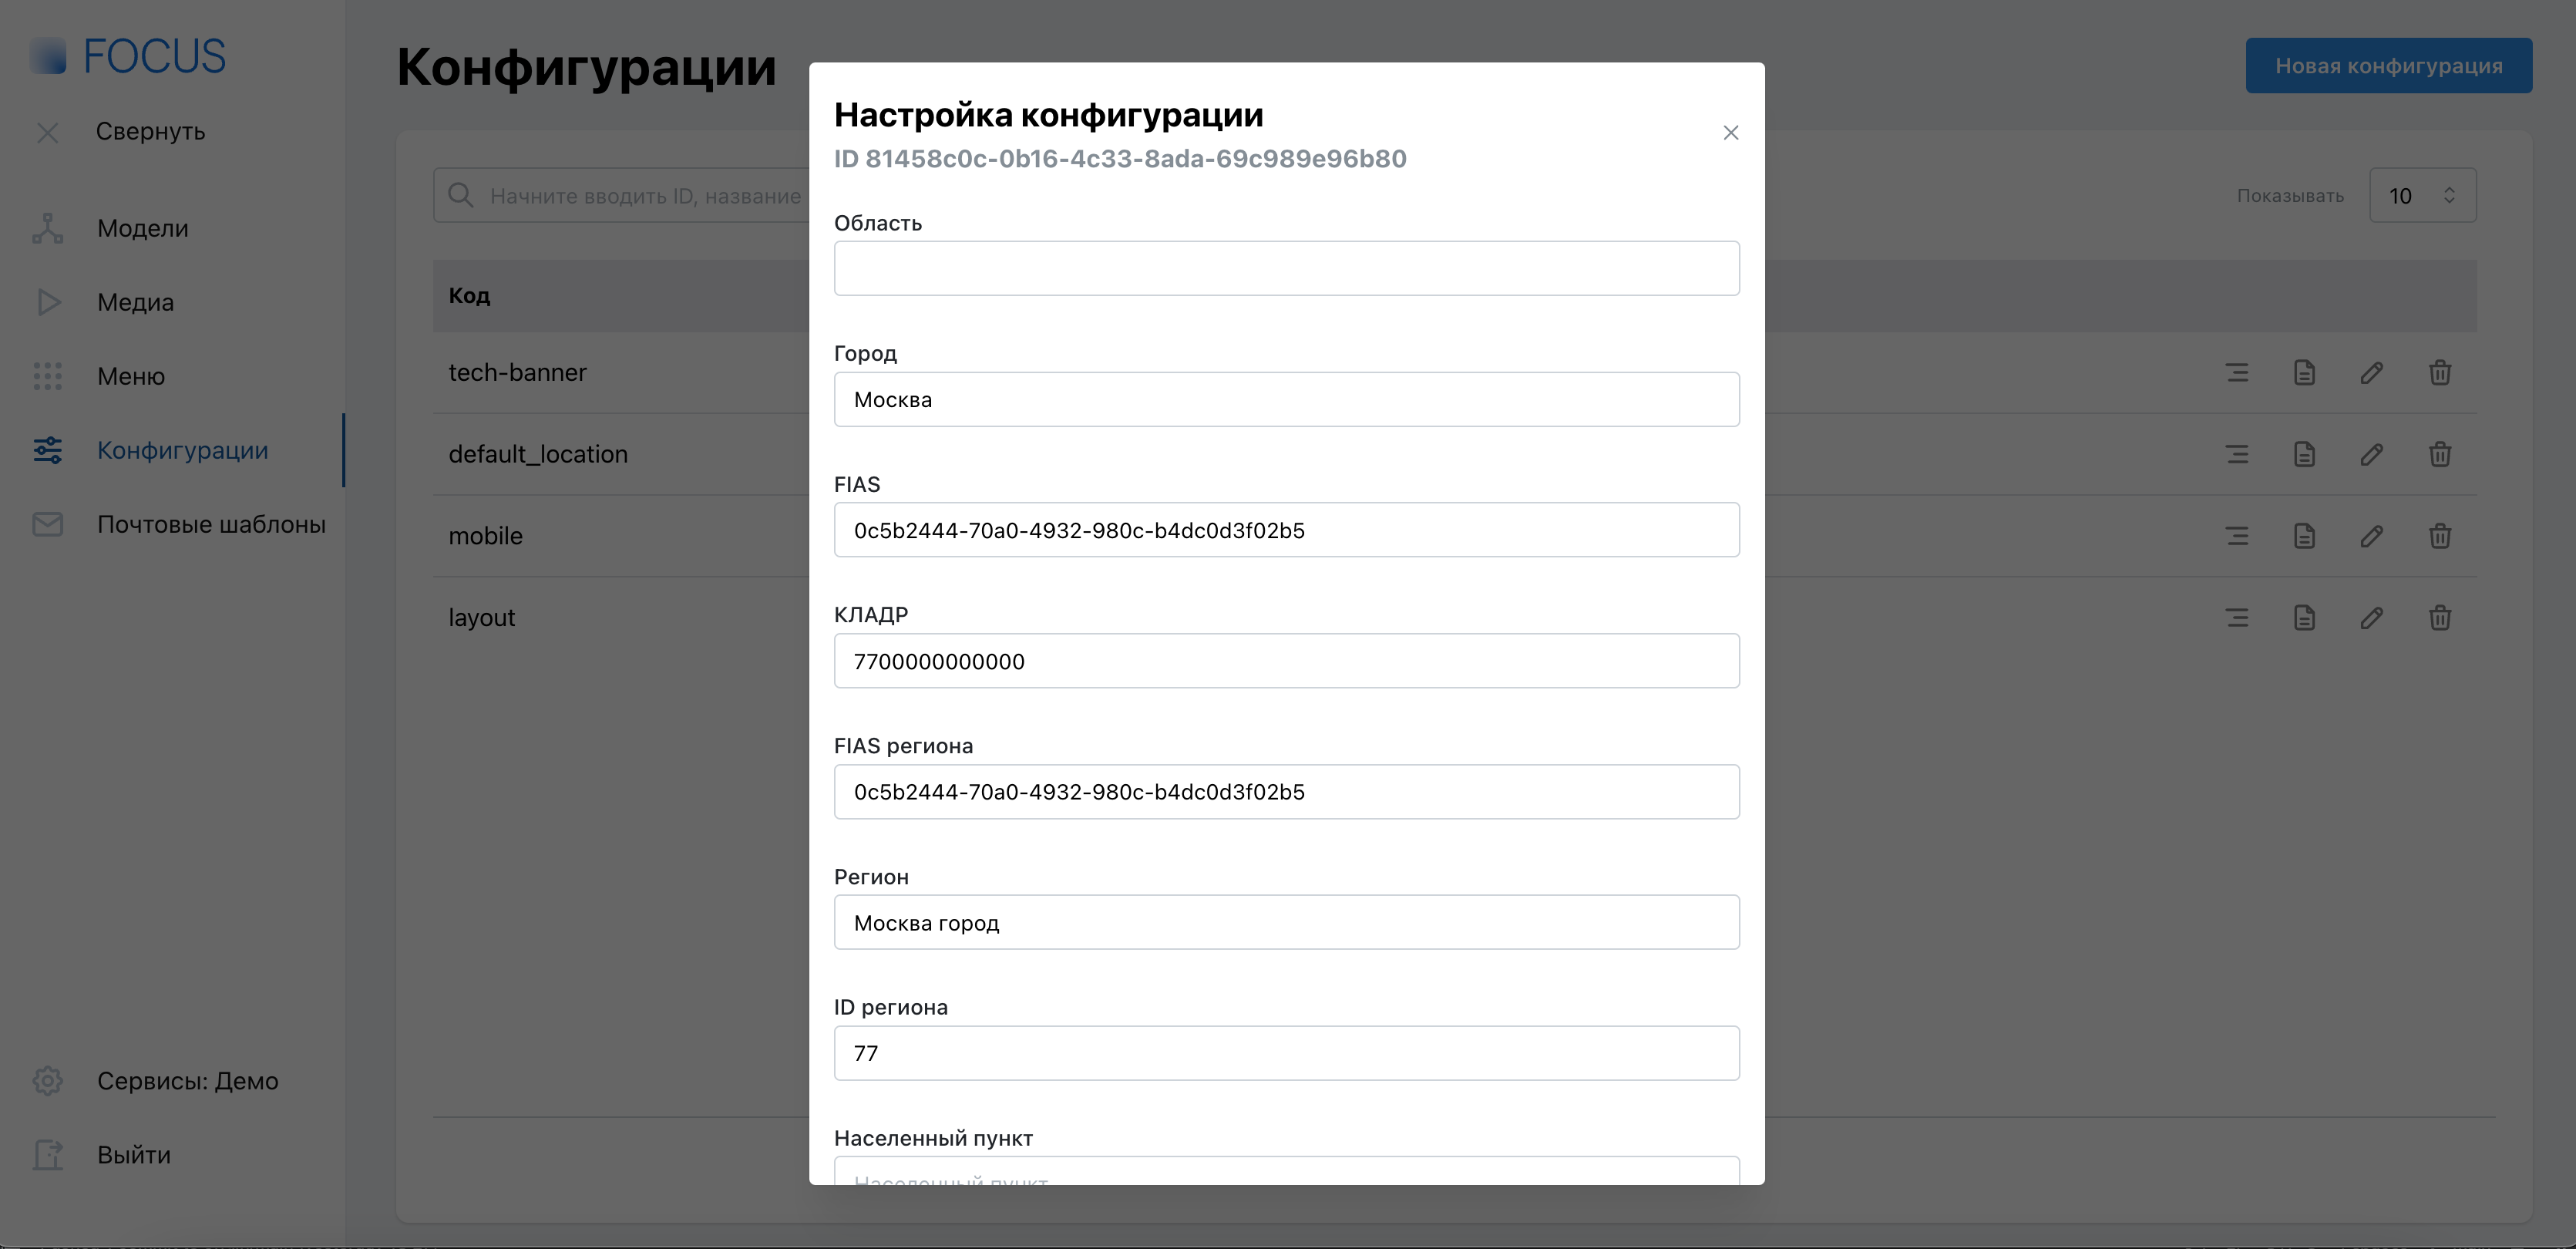 FOCUS
Свернуть
Модели
Медиа
Меню
Конфигурации
Почтовые шаблоны
Сервисы: Демо
Выйти
Конфигурации
Новая конфигурация
Начните вводить ID, название
Показывать
10
Код
tech-banner
default_location
mobile
layout
Настройка конфигурации
ID 81458c0c-0b16-4c33-8ada-69c989e96b80
Область
Город
Москва
FIAS
0c5b2444-70a0-4932-980c-b4dc0d3f02b5
КЛАДР
7700000000000
FIAS региона
0c5b2444-70a0-4932-980c-b4dc0d3f02b5
Регион
Москва город
ID региона
77
Населенный пункт
Населенный пункт